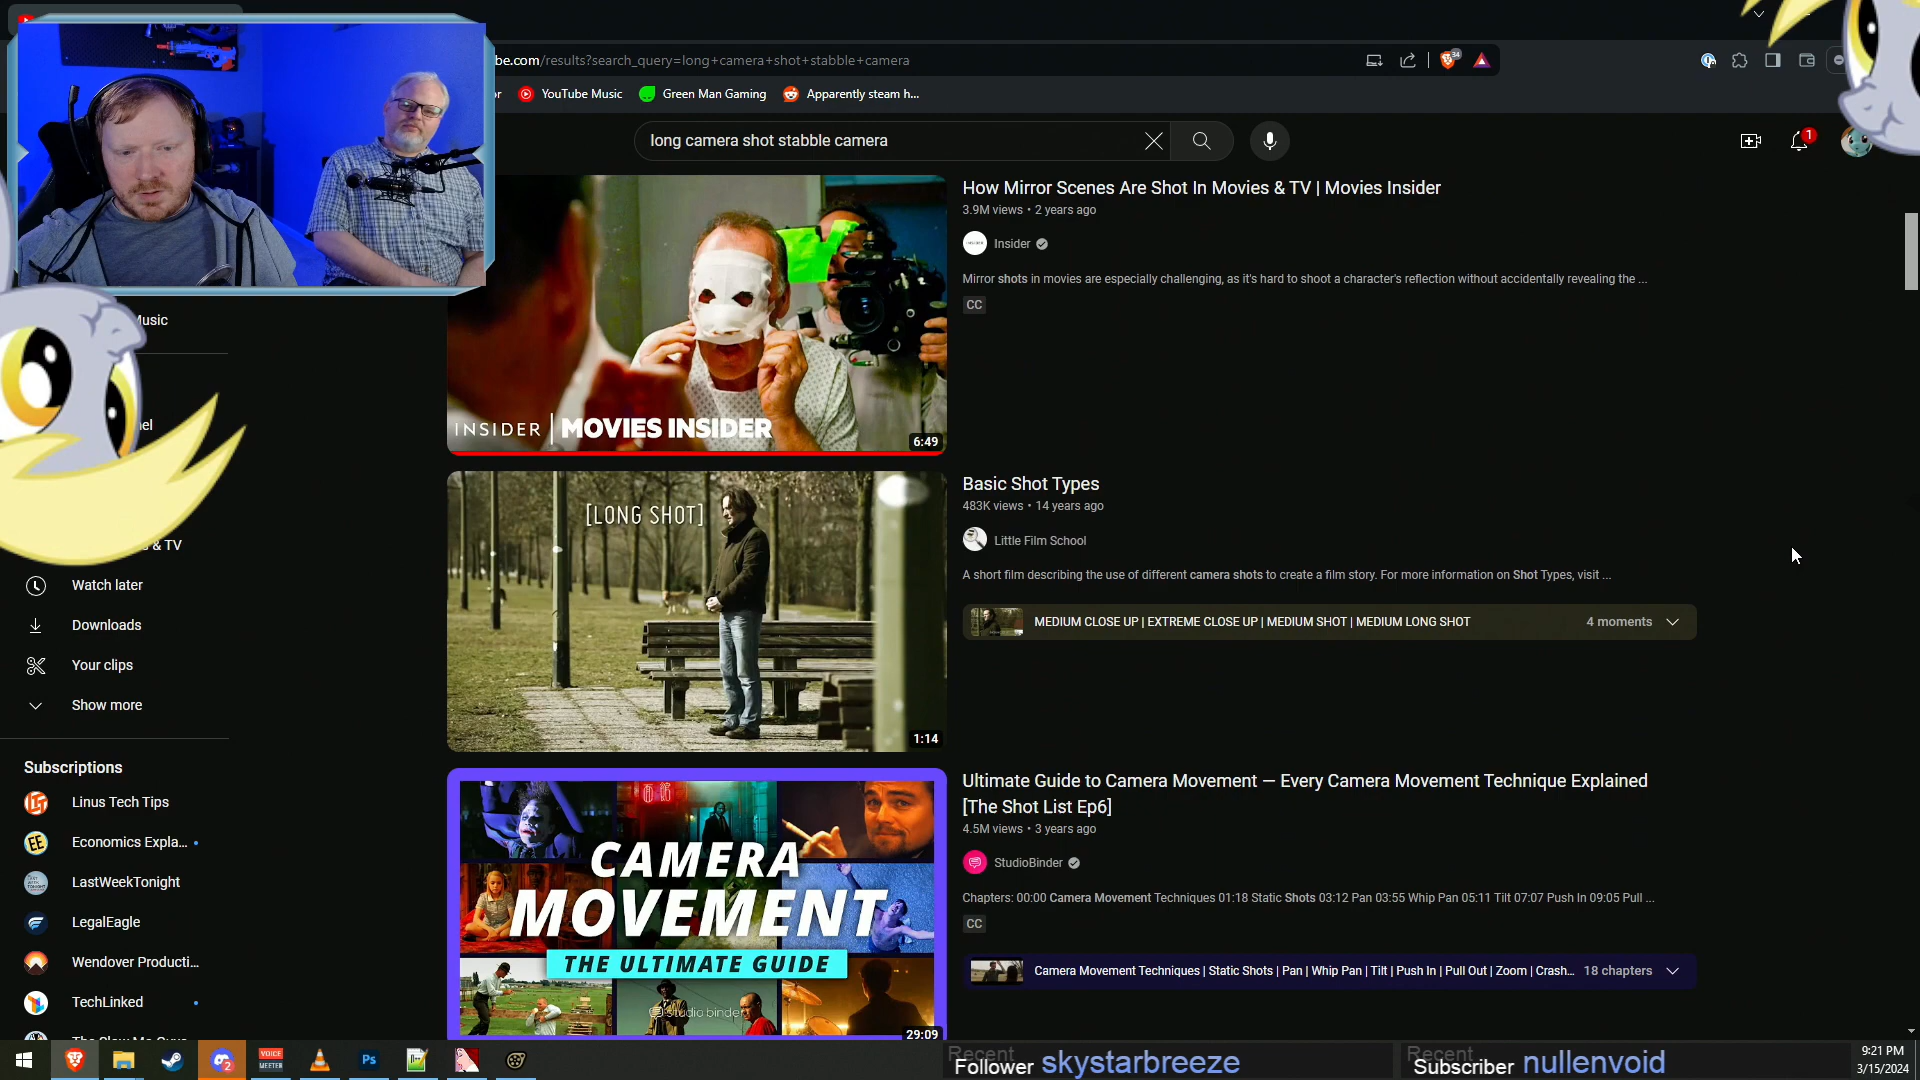 be.com/results?search_query=long+camera+shot+stabble+camera
34
or
YouTube Music
Green Man Gaming
Apparently steam h...
long camera shot stabble camera
1
How Mirror Scenes Are Shot In Movies & TV | Movies Insider
3.9M views • 2 years ago
Insider
Mirror shots in movies are especially challenging, as it's hard to shoot a character's reflection without accidentally revealing the ...
CC
INSIDER | MOVIES INSIDER
6:49
[LONG SHOT]
1:14
Basic Shot Types
483K views • 14 years ago
Little Film School
A short film describing the use of different camera shots to create a film story. For more information on Shot Types, visit ...
MEDIUM CLOSE UP | EXTREME CLOSE UP | MEDIUM SHOT | MEDIUM LONG SHOT
4 moments
CAMERA
MOVEMENT
THE ULTIMATE GUIDE
studio binder
29:09
Ultimate Guide to Camera Movement — Every Camera Movement Technique Explained
[The Shot List Ep6]
4.5M views • 3 years ago
StudioBinder
Chapters: 00:00 Camera Movement Techniques 01:18 Static Shots 03:12 Pan 03:55 Whip Pan 05:11 Tilt 07:07 Push In 09:05 Pull ...
CC
Camera Movement Techniques | Static Shots | Pan | Whip Pan | Tilt | Push In | Pull Out | Zoom | Crash...
18 chapters
Music
nel
& TV
Watch later
Downloads
Your clips
Show more
Subscriptions
Linus Tech Tips
Economics Expla...
LastWeekTonight
LegalEagle
Wendover Producti...
TechLinked
2
VOICE
MEETER
Ps
Recent
Follower skystarbreeze
Recent
Subscriber nullenvoid
9:21 PM
3/15/2024